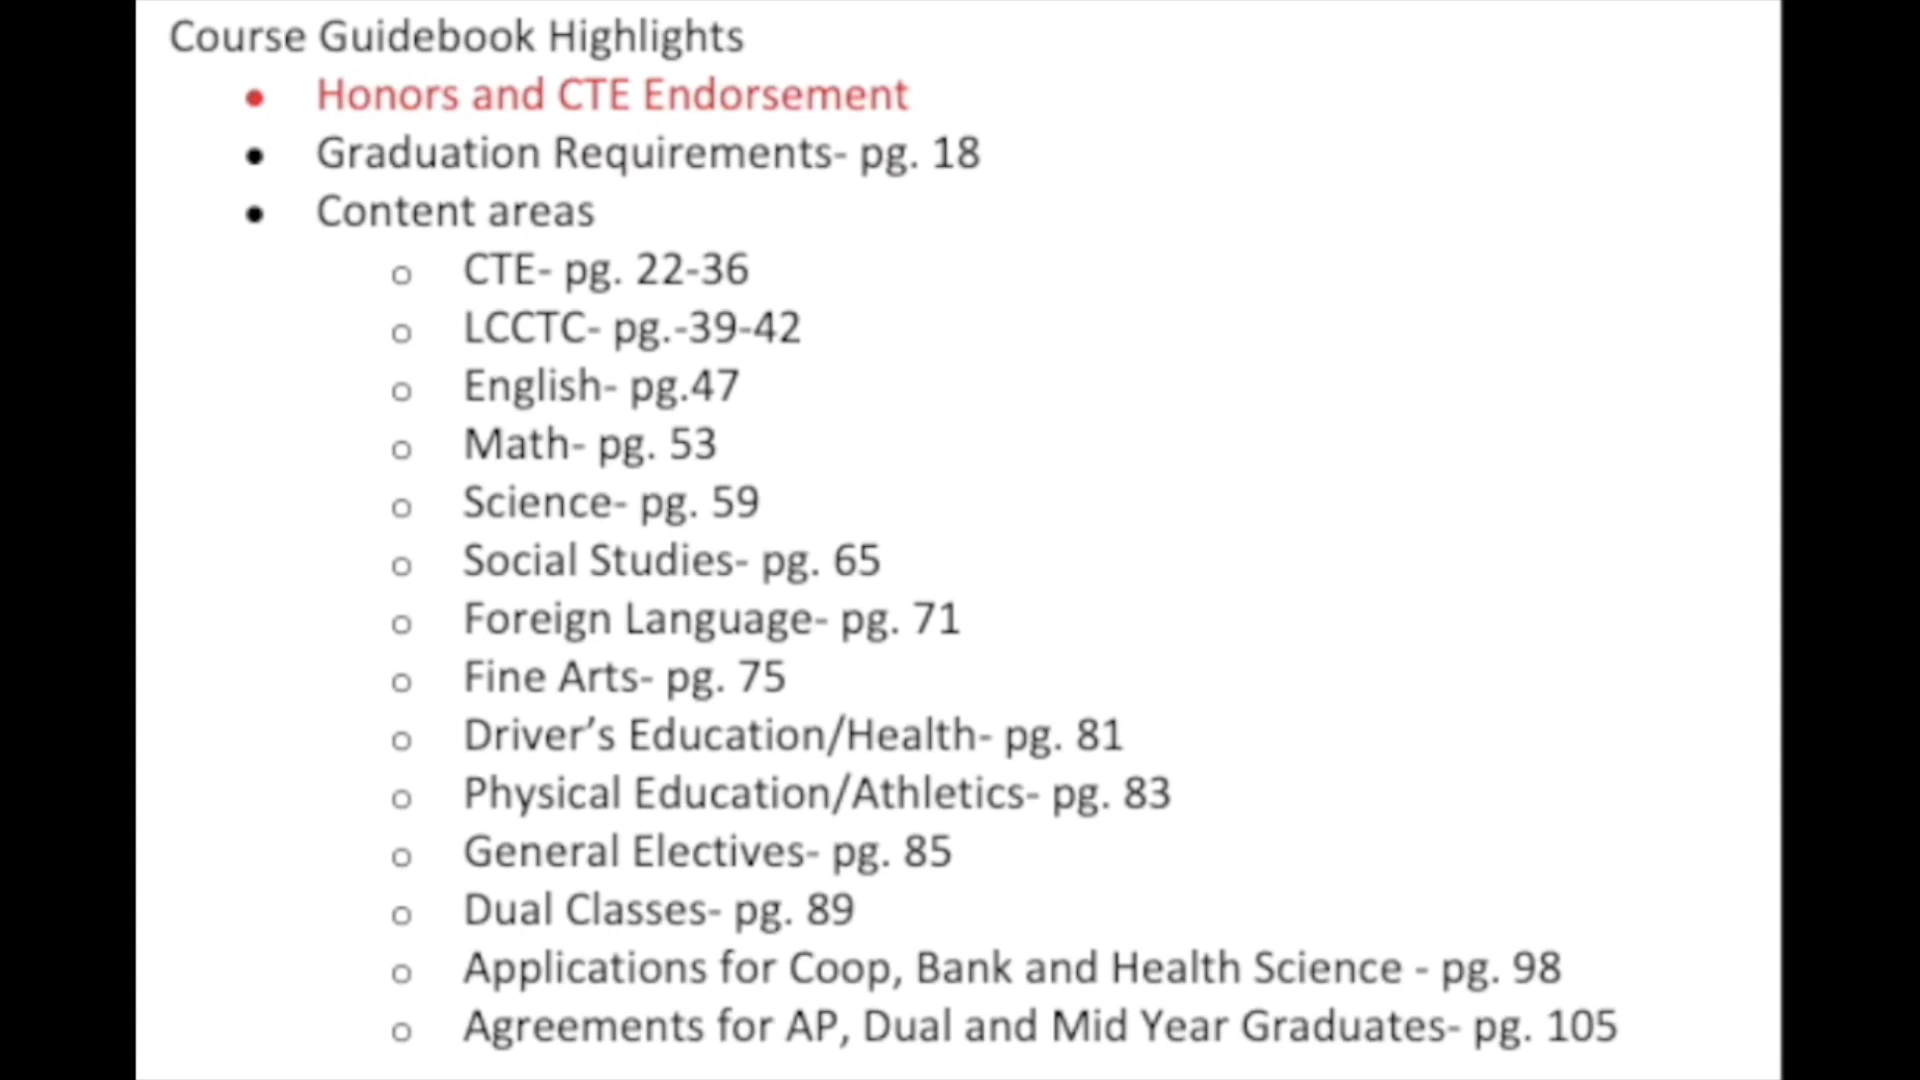 Course Guidebook Highlights
• Honors and CTE Endorsement
• Graduation Requirements- pg. 18
• Content areas
o CTE- pg. 22-36
o LCCTC- pg.-39-42
o English- pg.47
o Math- pg. 53
o Science- pg. 59
o Social Studies- pg. 65
o Foreign Language- pg. 71
o Fine Arts- pg. 75
o Driver’s Education/Health- pg. 81
o Physical Education/Athletics- pg. 83
o General Electives- pg. 85
o Dual Classes- pg. 89
o Applications for Coop, Bank and Health Science - pg. 98
o Agreements for AP, Dual and Mid Year Graduates- pg. 105